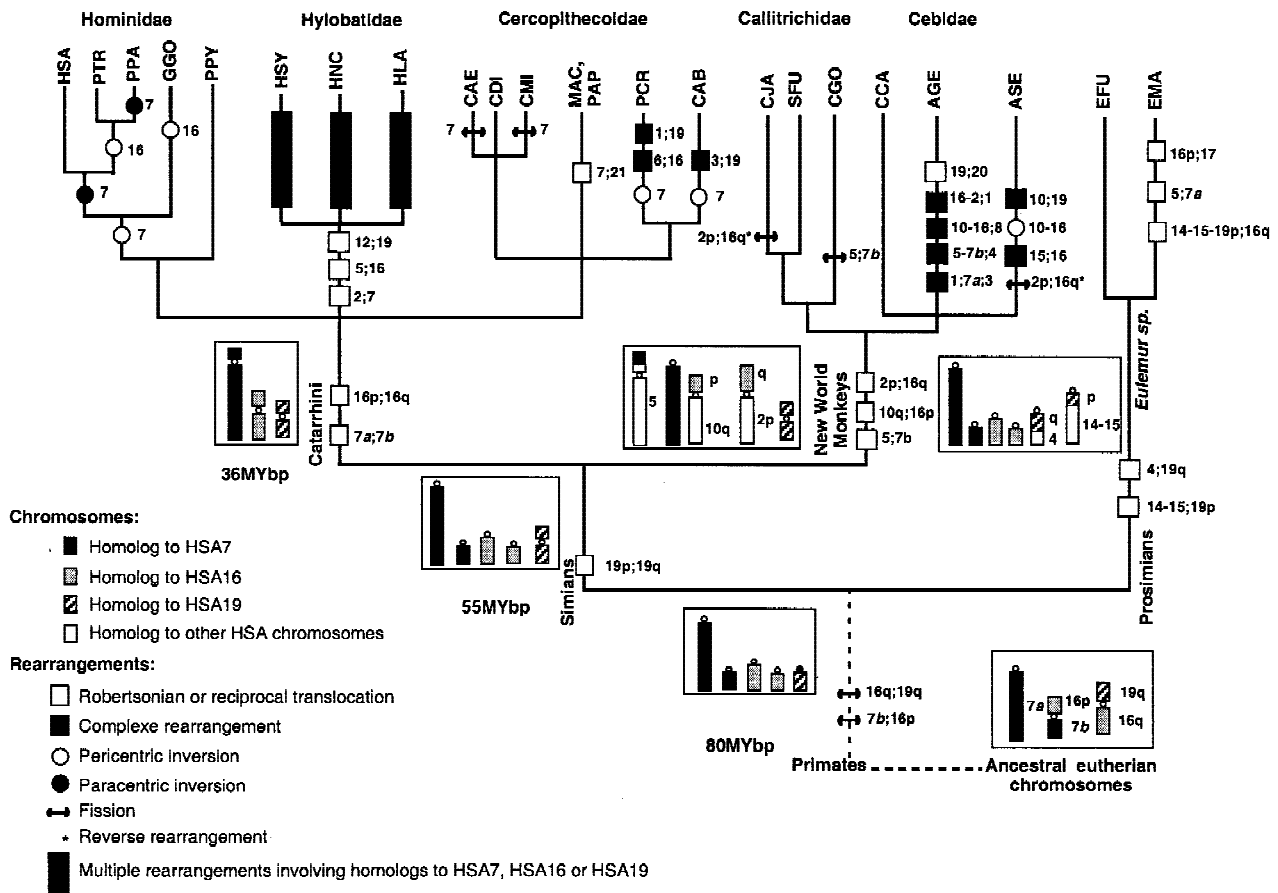 Hominidae
Hylobatidae
Cercopithecoidae
Callitrichidae
Cebidae
HSA
PTR
PPA
GGO
PPY
HSY
HNC
HLA
CAE
CDI
CMI
MAC,
PAP
PCR
CAB
CJA
SFU
CGO
CCA
AGE
ASE
EFU
EMA
7
16
16
7
7
12;19
5;16
2;7
7
7
7;21
1;19
6;16
7
3;19
7
2p;16q*
5;7b
19;20
16-2;1
10-16;8
5-7b;4
1;7a;3
10;19
10-16
15;16
2p;16q*
16p;17
5;7a
14-15-19p;16q
Eulemur sp.
36MYbp
Catarrhini
16p;16q
7a;7b
5
p
10q
q
2p
New World
Monkeys
2p;16q
10q;16p
5;7b
q
4
p
14-15
4;19q
14-15;19p
Prosimians
55MYbp
Simians
19p;19q
80MYbp
16q;19q
7b;16p
7a
16p
7b
19q
16q
Primates
Ancestral eutherian
chromosomes
Chromosomes:
Homolog to HSA7
Homolog to HSA16
Homolog to HSA19
Homolog to other HSA chromosomes
Rearrangements:
Robertsonian or reciprocal translocation
Complexe rearrangement
Pericentric inversion
Paracentric inversion
Fission
* Reverse rearrangement
Multiple rearrangements involving homologs to HSA7, HSA16 or HSA19